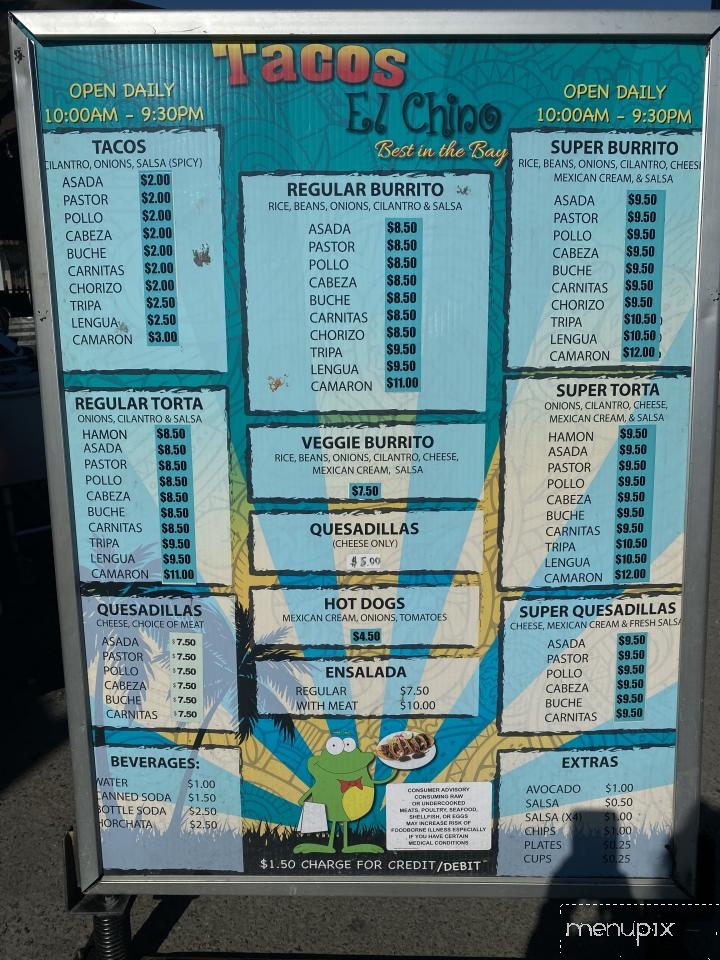 Tacos
El Chino
Best in the Bay
OPEN DAILY
10:00AM - 9:30PM
OPEN DAILY
10:00AM - 9:30PM
TACOS
CILANTRO, ONIONS, SALSA (SPICY)
ASADA $2.00
PASTOR $2.00
POLLO $2.00
CABEZA $2.00
BUCHE $2.00
CARNITAS $2.00
CHORIZO $2.00
TRIPA $2.50
LENGUA $2.50
CAMARON $3.00
REGULAR TORTA
ONIONS, CILANTRO & SALSA
HAMON $8.50
ASADA $8.50
PASTOR $8.50
POLLO $8.50
CABEZA $8.50
BUCHE $8.50
CARNITAS $8.50
TRIPA $9.50
LENGUA $9.50
CAMARON $11.00
QUESADILLAS
CHEESE, CHOICE OF MEAT
ASADA $7.50
PASTOR $7.50
POLLO $7.50
CABEZA $7.50
BUCHE $7.50
CARNITAS $7.50
BEVERAGES:
WATER $1.00
CANNED SODA $1.50
BOTTLE SODA $2.50
HORCHATA $2.50
REGULAR BURRITO
RICE, BEANS, ONIONS, CILANTRO & SALSA
ASADA $8.50
PASTOR $8.50
POLLO $8.50
CABEZA $8.50
BUCHE $8.50
CARNITAS $8.50
CHORIZO $8.50
TRIPA $9.50
LENGUA $9.50
CAMARON $11.00
VEGGIE BURRITO
RICE, BEANS, ONIONS, CILANTRO, CHEESE,
MEXICAN CREAM, SALSA
$7.50
QUESADILLAS
(CHEESE ONLY)
$5.00
HOT DOGS
MEXICAN CREAM, ONIONS, TOMATOES
$4.50
ENSALADA
REGULAR $7.50
WITH MEAT $10.00
CONSUMER ADVISORY
CONSUMING RAW
OR UNDERCOOKED
MEATS, POULTRY, SEAFOOD,
SHELLFISH, OR EGGS
MAY INCREASE RISK OF
FOODBORNE ILLNESS ESPECIALLY
IF YOU HAVE CERTAIN
MEDICAL CONDITIONS
$1.50 CHARGE FOR CREDIT/DEBIT
SUPER BURRITO
RICE, BEANS, ONIONS, CILANTRO, CHEESE
MEXICAN CREAM, & SALSA
ASADA $9.50
PASTOR $9.50
POLLO $9.50
CABEZA $9.50
BUCHE $9.50
CARNITAS $9.50
CHORIZO $9.50
TRIPA $10.50
LENGUA $10.50
CAMARON $12.00
SUPER TORTA
ONIONS, CILANTRO, CHEESE,
MEXICAN CREAM, & SALSA
HAMON $9.50
ASADA $9.50
PASTOR $9.50
POLLO $9.50
CABEZA $9.50
BUCHE $9.50
CARNITAS $9.50
TRIPA $10.50
LENGUA $10.50
CAMARON $12.00
SUPER QUESADILLAS
CHEESE, MEXICAN CREAM & FRESH SALSA
ASADA $9.50
PASTOR $9.50
POLLO $9.50
CABEZA $9.50
BUCHE $9.50
CARNITAS $9.50
EXTRAS
AVOCADO $1.00
SALSA $0.50
SALSA (X4) $1.00
CHIPS $1.00
PLATES $0.25
CUPS $0.25
menupix